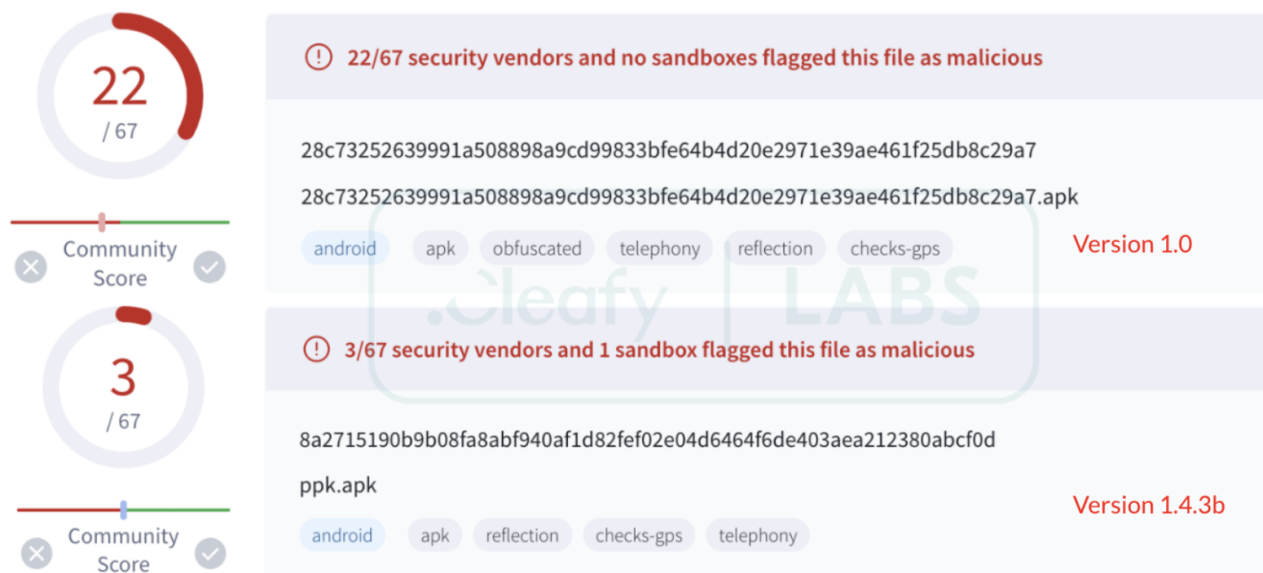 22
/ 67
Community
Score
22/67 security vendors and no sandboxes flagged this file as malicious
28c73252639991a508898a9cd99833bfe64b4d20e2971e39ae461f25db8c29a7
28c73252639991a508898a9cd99833bfe64b4d20e2971e39ae461f25db8c29a7.apk
android apk obfuscated telephony reflection checks-gps
Version 1.0
Cleafy LABS
3
/ 67
Community
Score
3/67 security vendors and 1 sandbox flagged this file as malicious
8a2715190b9b08fa8abf940af1d82fef02e04d6464f6de403aea212380abcf0d
ppk.apk
android apk reflection checks-gps telephony
Version 1.4.3b